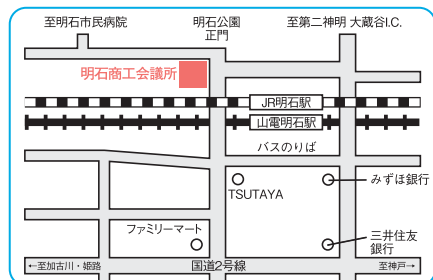 至明石市民病院
明石公園
正門
至第二神明 大蔵谷I.C.
明石商工会議所
JR明石駅
山電明石駅
バスのりば
TSUTAYA
みずほ銀行
ファミリーマート
三井住友
銀行
←至加古川・姫路
国道2号線
至神戸→